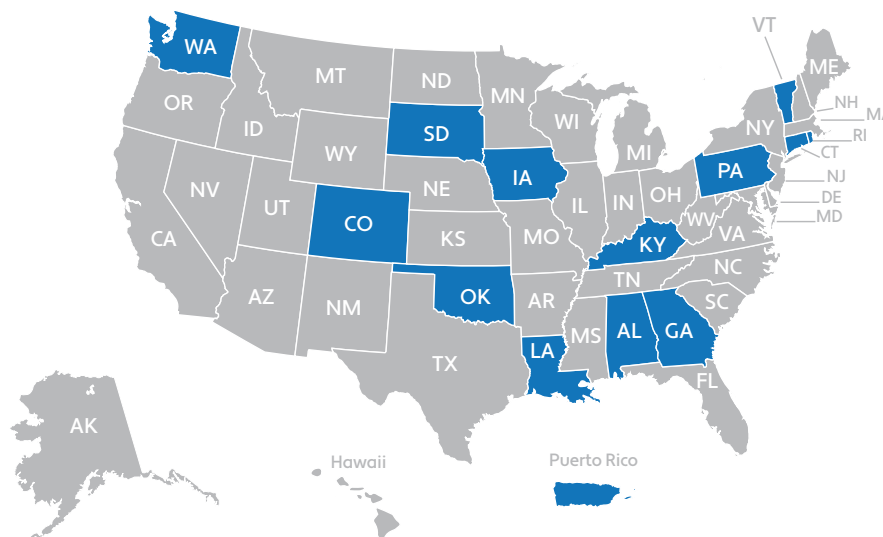 VT
WA
ME
MT
ND
MN
OR
NH
MA
SD
WI
NY
ID
RI
MI
WY
CT
PA
IA
NJ
NE
OH
NV
IL
IN
DE
UT
WV
MD
CO
VA
CA
KS
MO
KY
NC
TN
AZ
OK
NM
AR
SC
MS
AL
GA
LA
TX
FL
AK
Hawaii
Puerto Rico